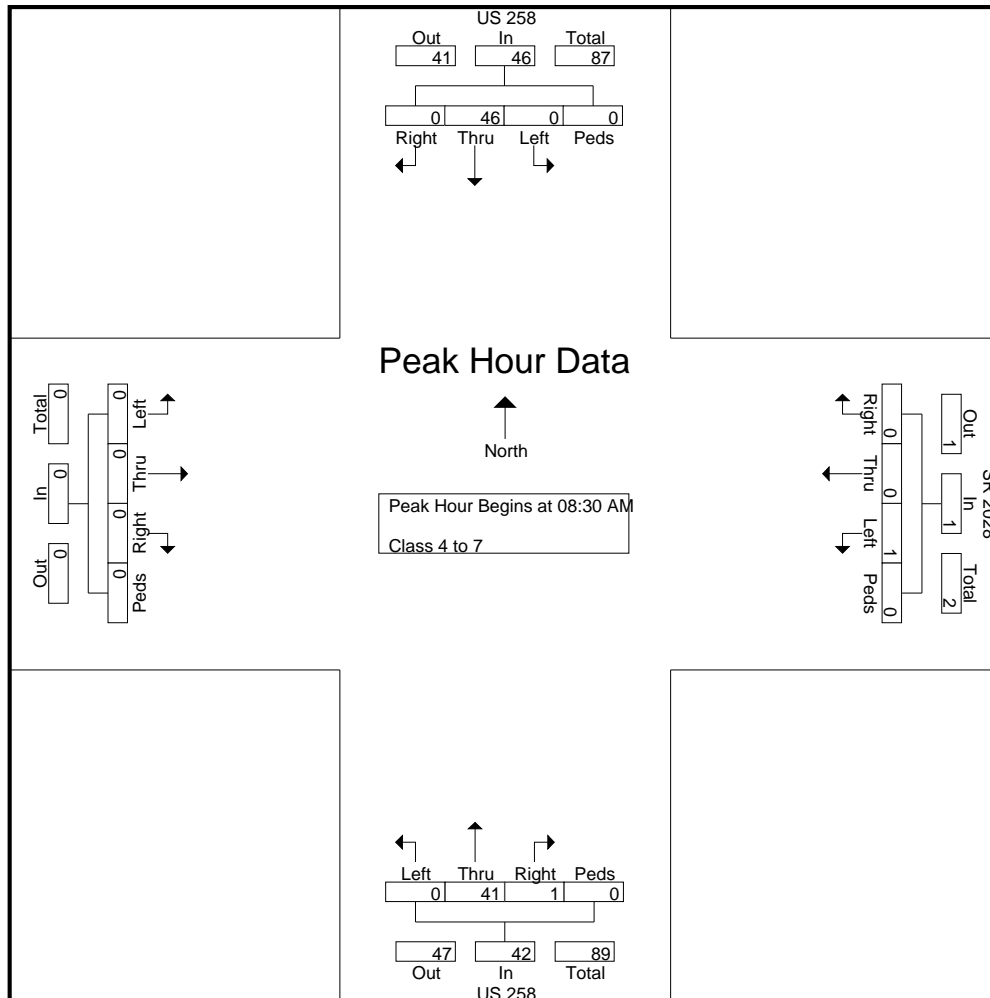 US 258
Out In Total
41 46 87
0 46 0 0
Right Thru Left Peds
Peak Hour Data
North
Peak Hour Begins at 08:30 AM
Class 4 to 7
Total In Out
0 0 0
0 0 0 0
Left Thru Right Peds
Right Thru Left Peds
0 0 1 0
Out In Total
1 1 2
SR 2028
Left Thru Right Peds
0 41 1 0
47 42 89
Out In Total
US 258